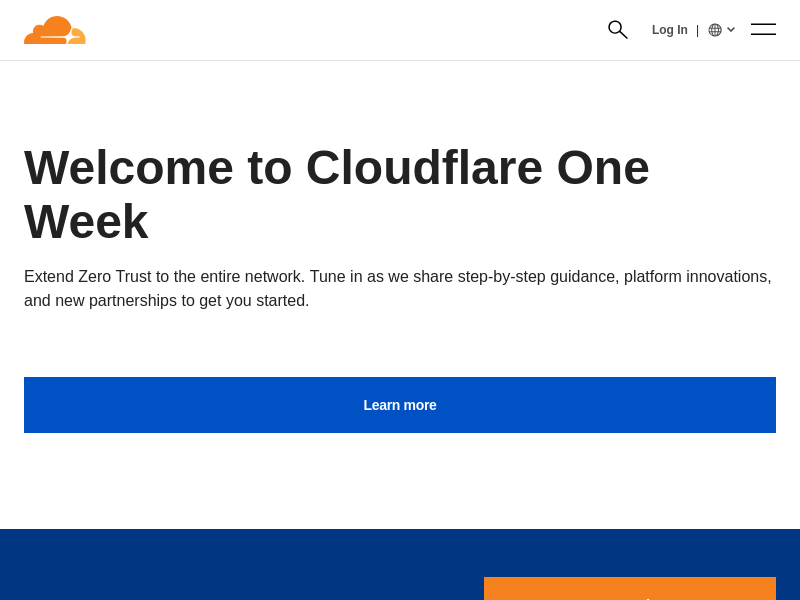 Log In |
Welcome to Cloudflare One
Week
Extend Zero Trust to the entire network. Tune in as we share step-by-step guidance, platform innovations,
and new partnerships to get you started.
Learn more